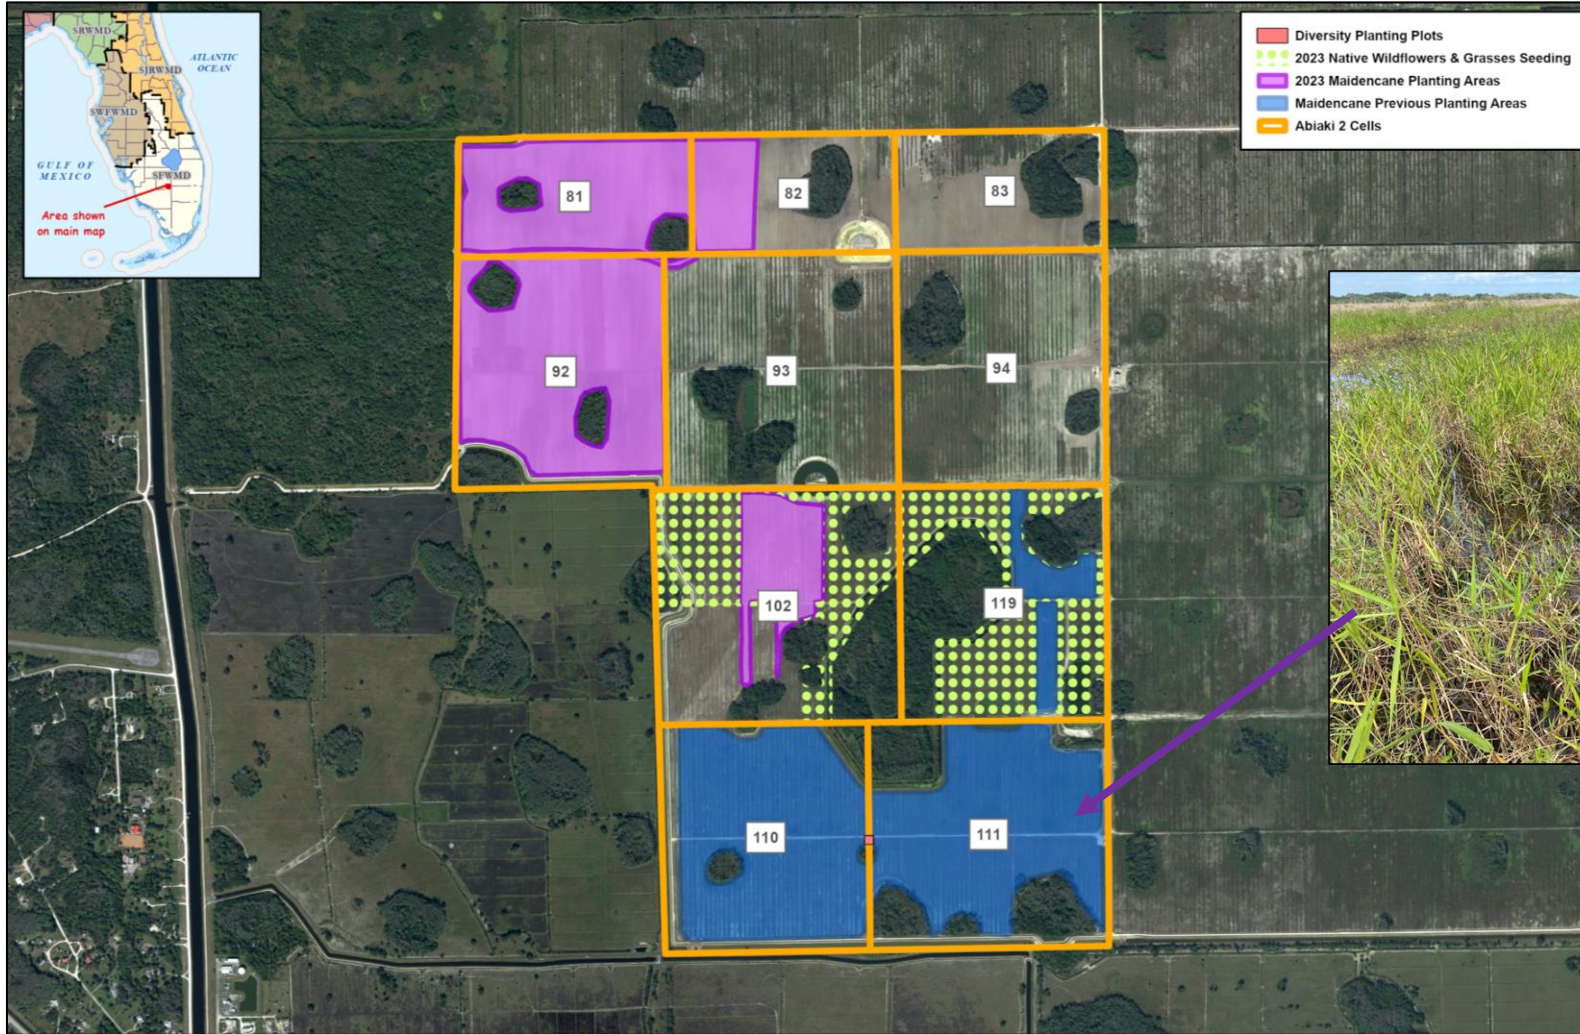 SRWMD
SJRWMD
ATLANTIC
OCEAN
SWFWMD
GULF OF
MEXICO
SFWMD
Area shown
on main map
Diversity Planting Plots
2023 Native Wildflowers & Grasses Seeding
2023 Maidencane Planting Areas
Maidencane Previous Planting Areas
Abiaki 2 Cells
81
82
83
92
93
94
102
119
110
111